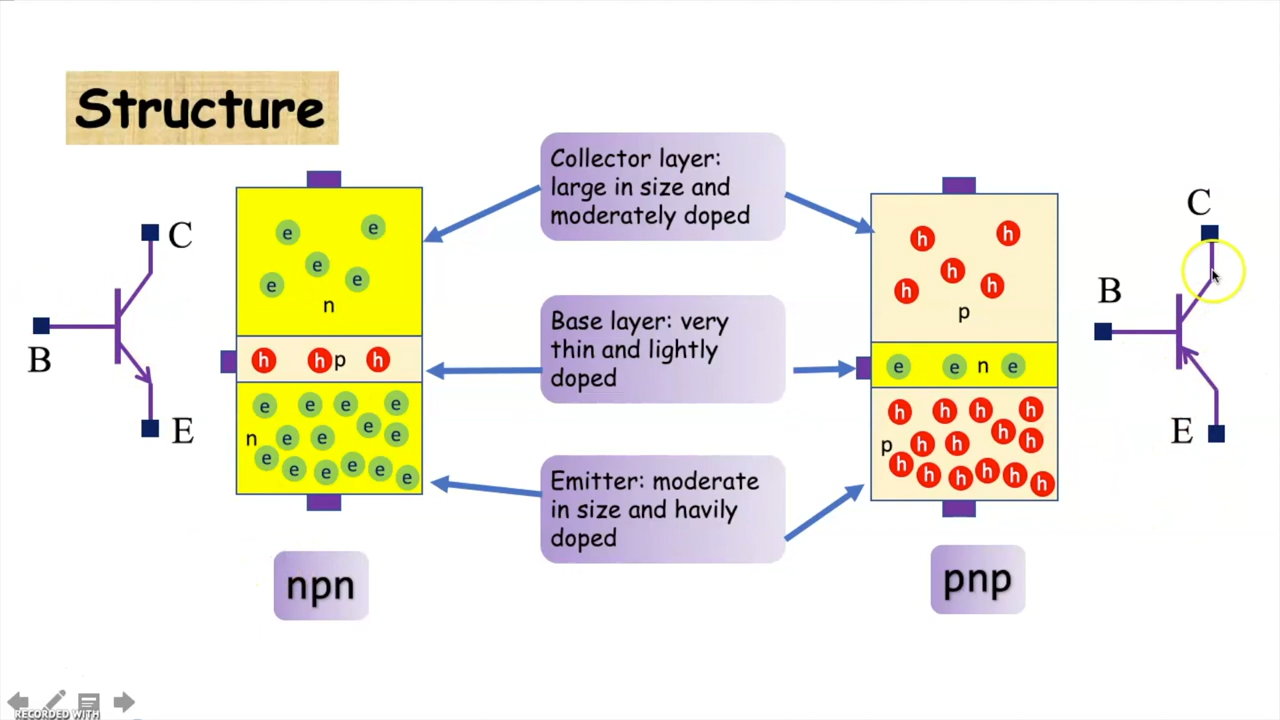 Structure
C
B
E
e e
e
e e
n
h h p h
e e e e
n e e e e
e e e e e e
npn
Collector layer:
large in size and
moderately doped
Base layer: very
thin and lightly
doped
Emitter: moderate
in size and havily
doped
h h
h
h h
p
e e n e
h h h h
p h h h h
h h h h h h
pnp
C
B
E
RECORDED WITH